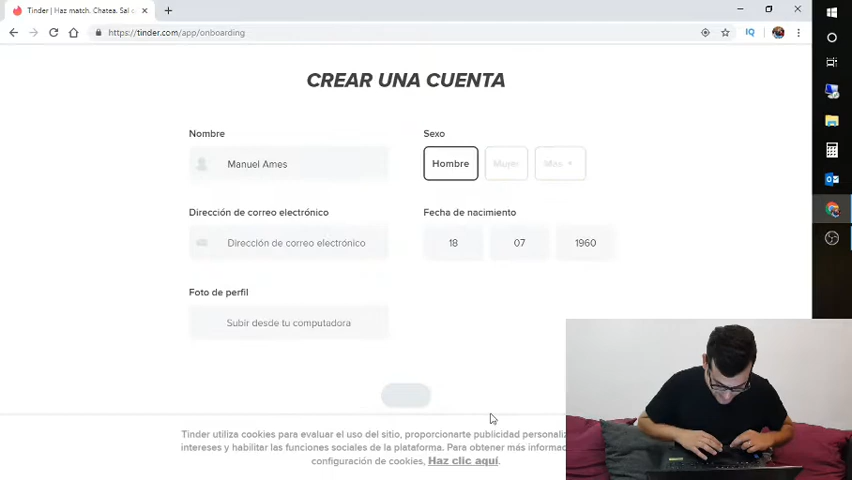 Tinder | Haz match. Chatea. Sal c
https://tinder.com/app/onboarding
IQ
CREAR UNA CUENTA
Nombre
Sexo
Manuel Ames
Hombre
Mujer
Mas
Dirección de correo electrónico
Fecha de nacimiento
Dirección de correo electrónico
18
07
1960
Foto de perfil
Subir desde tu computadora
Tinder utiliza cookies para evaluar el uso del sitio, proporcionarte publicidad personaliz
intereses y habilitar las funciones sociales de la plataforma. Para obtener más informac
configuración de cookies, Haz clic aquí.